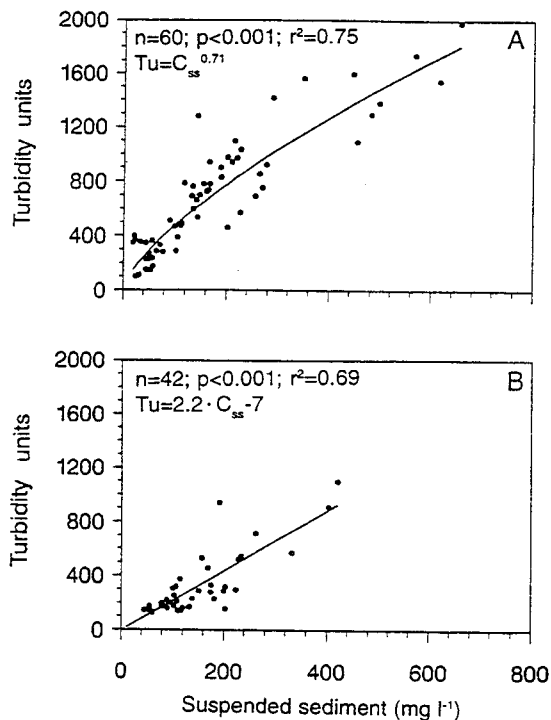 n=60; p<0.001; r²=0.75
Tu=Css^0.71
A
2000
1600
1200
800
400
0
Turbidity units
n=42; p<0.001; r²=0.69
Tu=2.2·Css-7
B
2000
1600
1200
800
400
0
Turbidity units
0 200 400 600 800
Suspended sediment (mg l⁻¹)